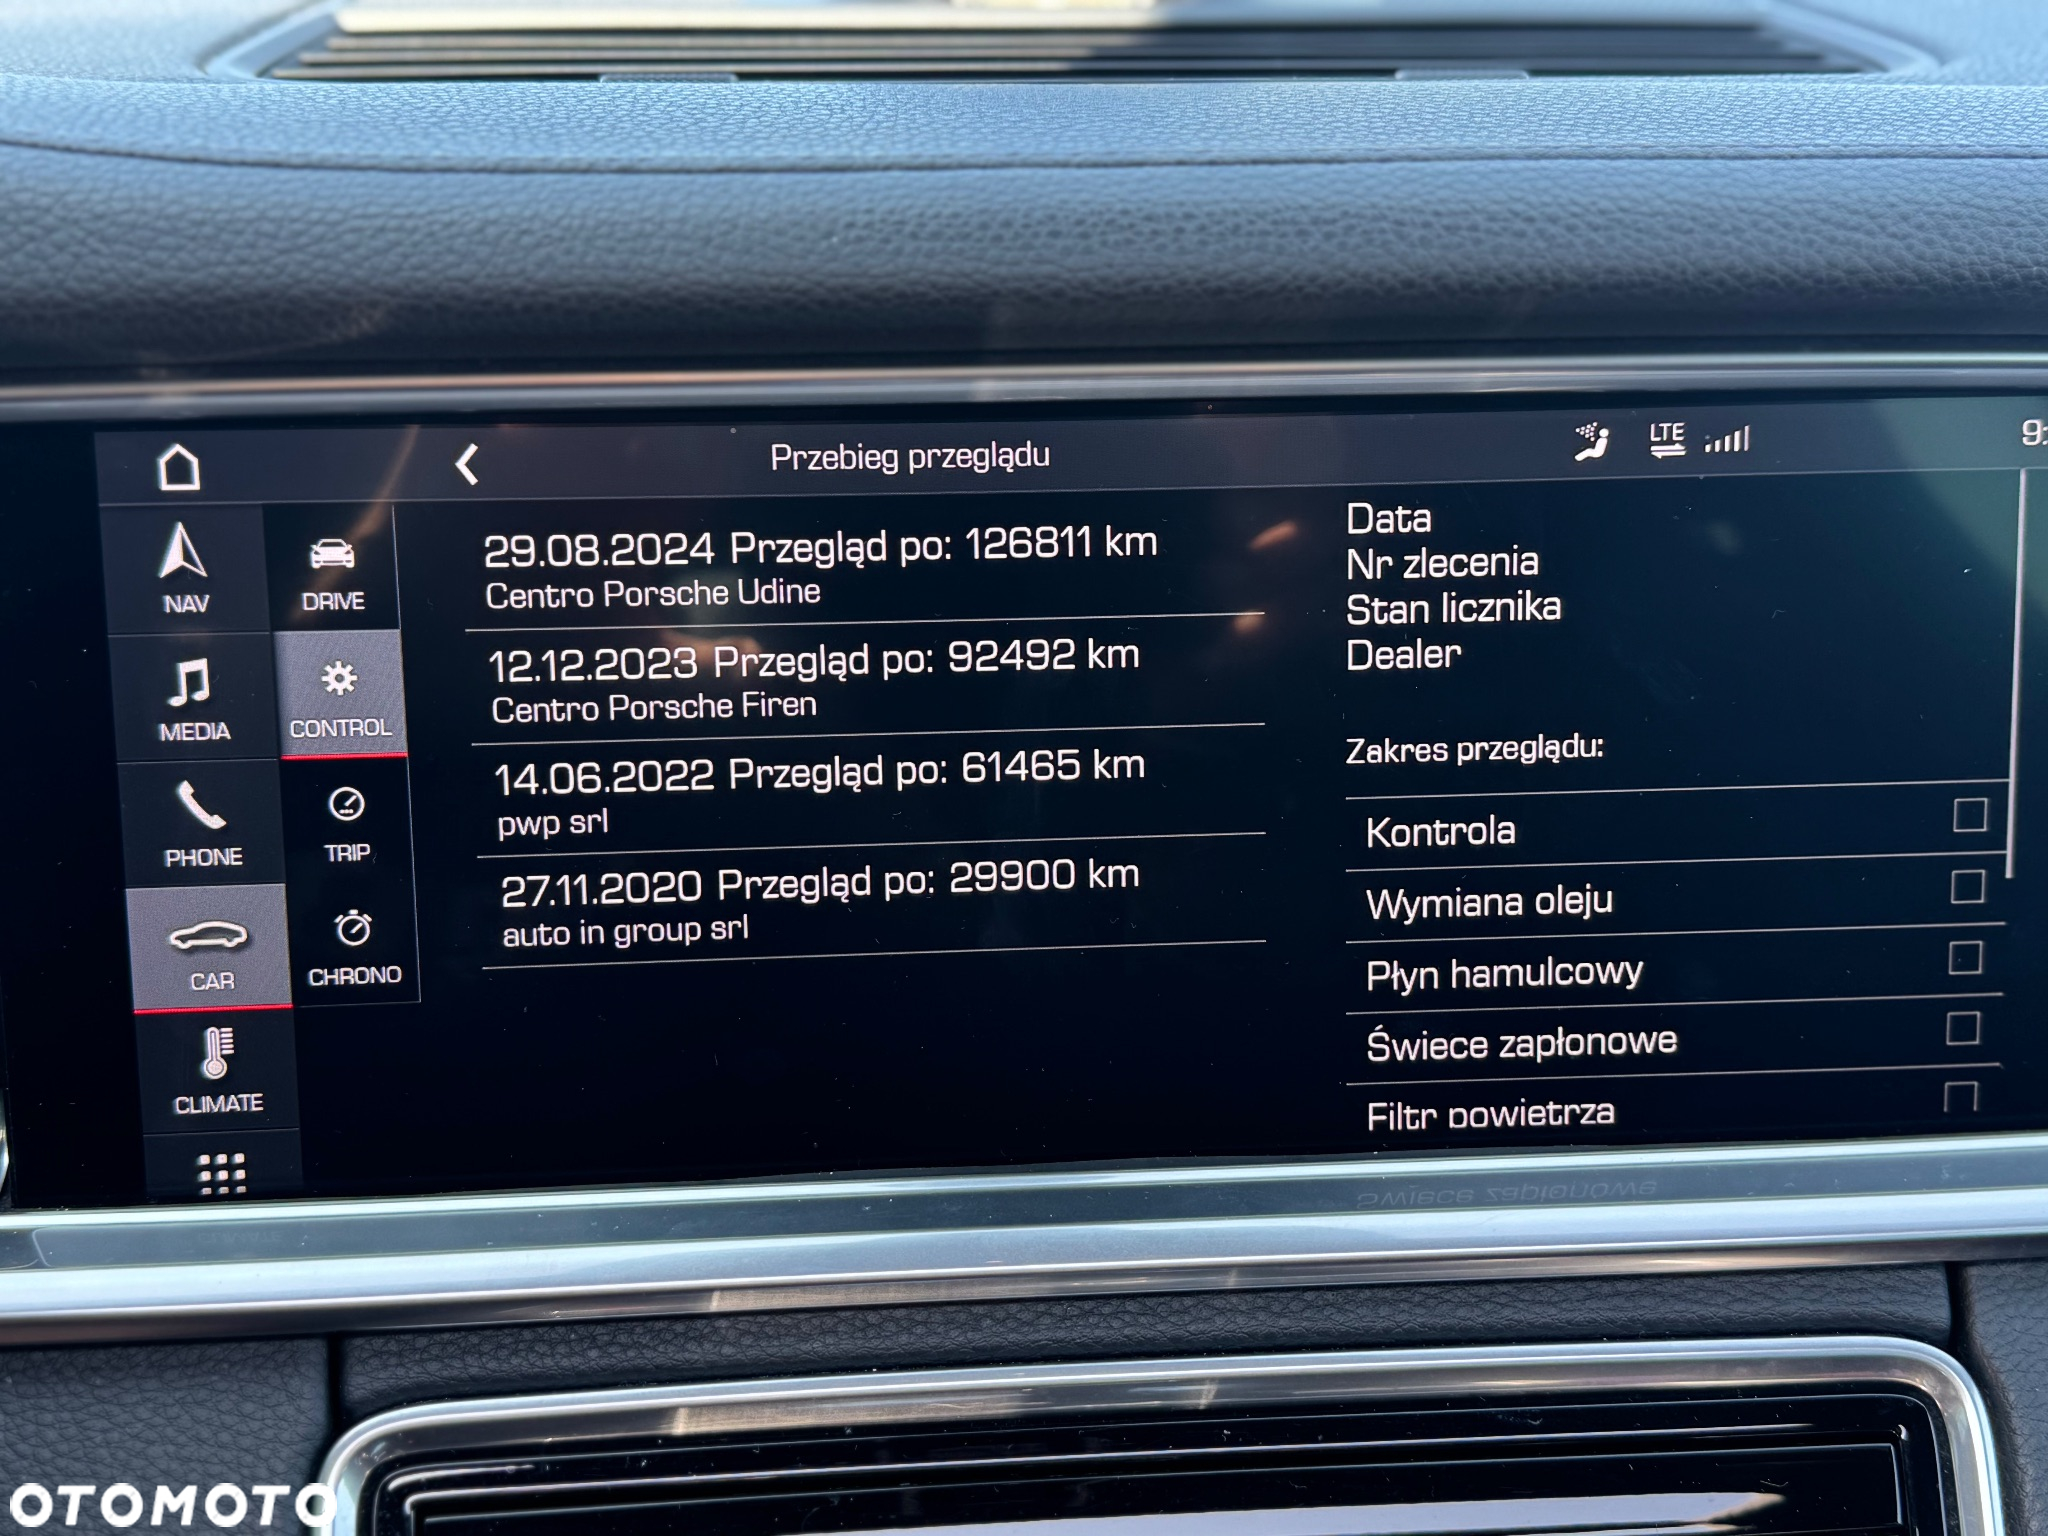 Przebieg przeglądu
LTE
9:
NAV
MEDIA
PHONE
CAR
CLIMATE
DRIVE
CONTROL
TRIP
CHRONO
29.08.2024 Przegląd po: 126811 km
Centro Porsche Udine
12.12.2023 Przegląd po: 92492 km
Centro Porsche Firen
14.06.2022 Przegląd po: 61465 km
pwp srl
27.11.2020 Przegląd po: 29900 km
auto in group srl
Data
Nr zlecenia
Stan licznika
Dealer
Zakres przeglądu:
Kontrola
Wymiana oleju
Płyn hamulcowy
Świece zapłonowe
Filtr powietrza
OTOMOTO